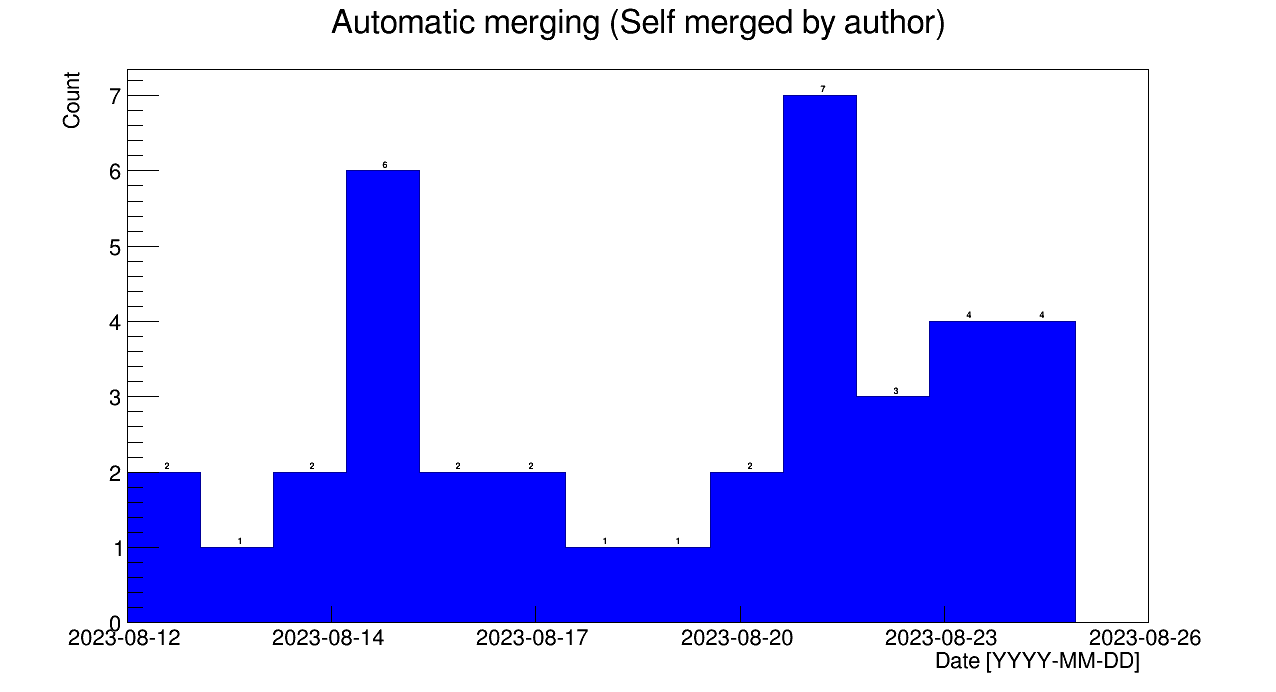 Automatic merging (Self merged by author)
Count
7
6
5
4
3
2
1
0
2 1 2 6 2 2 1 1 2 7 3 4 4
2023-08-12 2023-08-14 2023-08-17 2023-08-20 2023-08-23 2023-08-26
Date [YYYY-MM-DD]